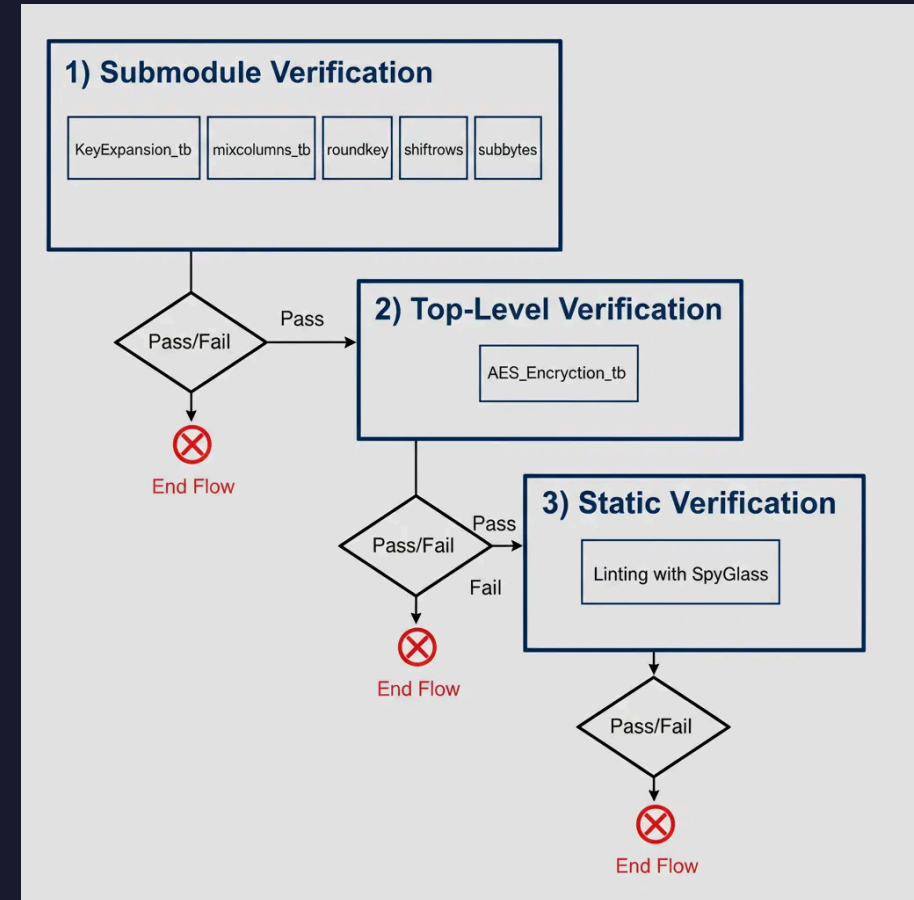 1) Submodule Verification
KeyExpansion_tb
mixcolumns_tb
roundkey
shiftrows
subbytes
Pass/Fail
Pass
End Flow
2) Top-Level Verification
AES_Encryction_tb
Pass/Fail
Pass
Fail
End Flow
3) Static Verification
Linting with SpyGlass
Pass/Fail
End Flow